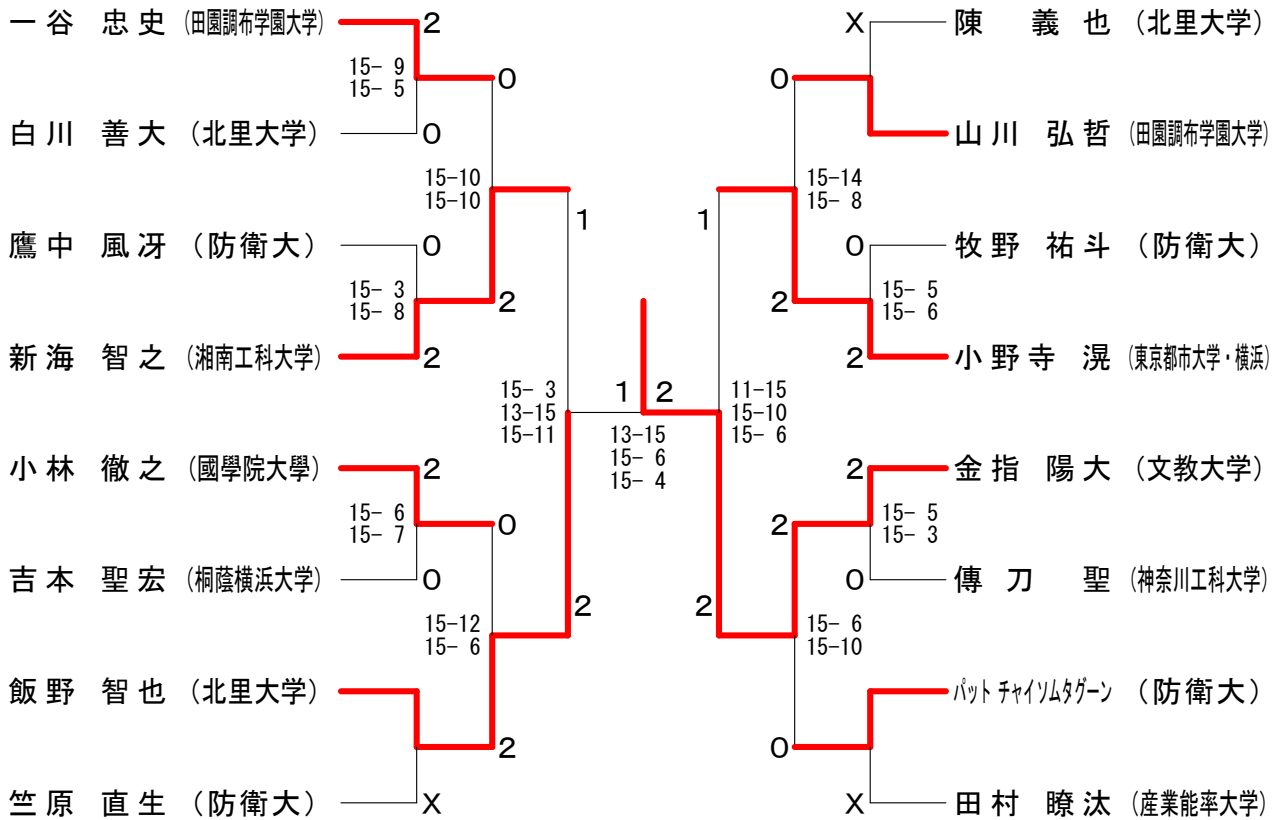 一谷 忠史 (田園調布学園大学) 2
15- 9
15- 5
0
白川 善大 (北里大学) 0
15-10
15-10
1
鷹中 風冴 (防衛大) 0
15- 3
15- 8
2
新海 智之 (湘南工科大学) 2
15- 3
13-15
15-11
小林 徹之 (國學院大學) 2
15- 6
15- 7
0
吉本 聖宏 (桐蔭横浜大学) 0
15-12
15- 6
2
飯野 智也 (北里大学)
2
竺原 直生 (防衛大) X
1 2
13-15
15- 6
15- 4
X 陳 義也 (北里大学)
0
山川 弘哲 (田園調布学園大学)
1
15-14
15- 8
0 牧野 祐斗 (防衛大)
2
15- 5
15- 6
2 小野寺 滉 (東京都市大学・横浜)
11-15
15-10
15- 6
2 金指 陽大 (文教大学)
2
15- 5
15- 3
0 傳刀 聖 (神奈川工科大学)
2
15- 6
15-10
パット チャイソムタグーン (防衛大)
0
X 田村 暸汰 (産業能率大学)